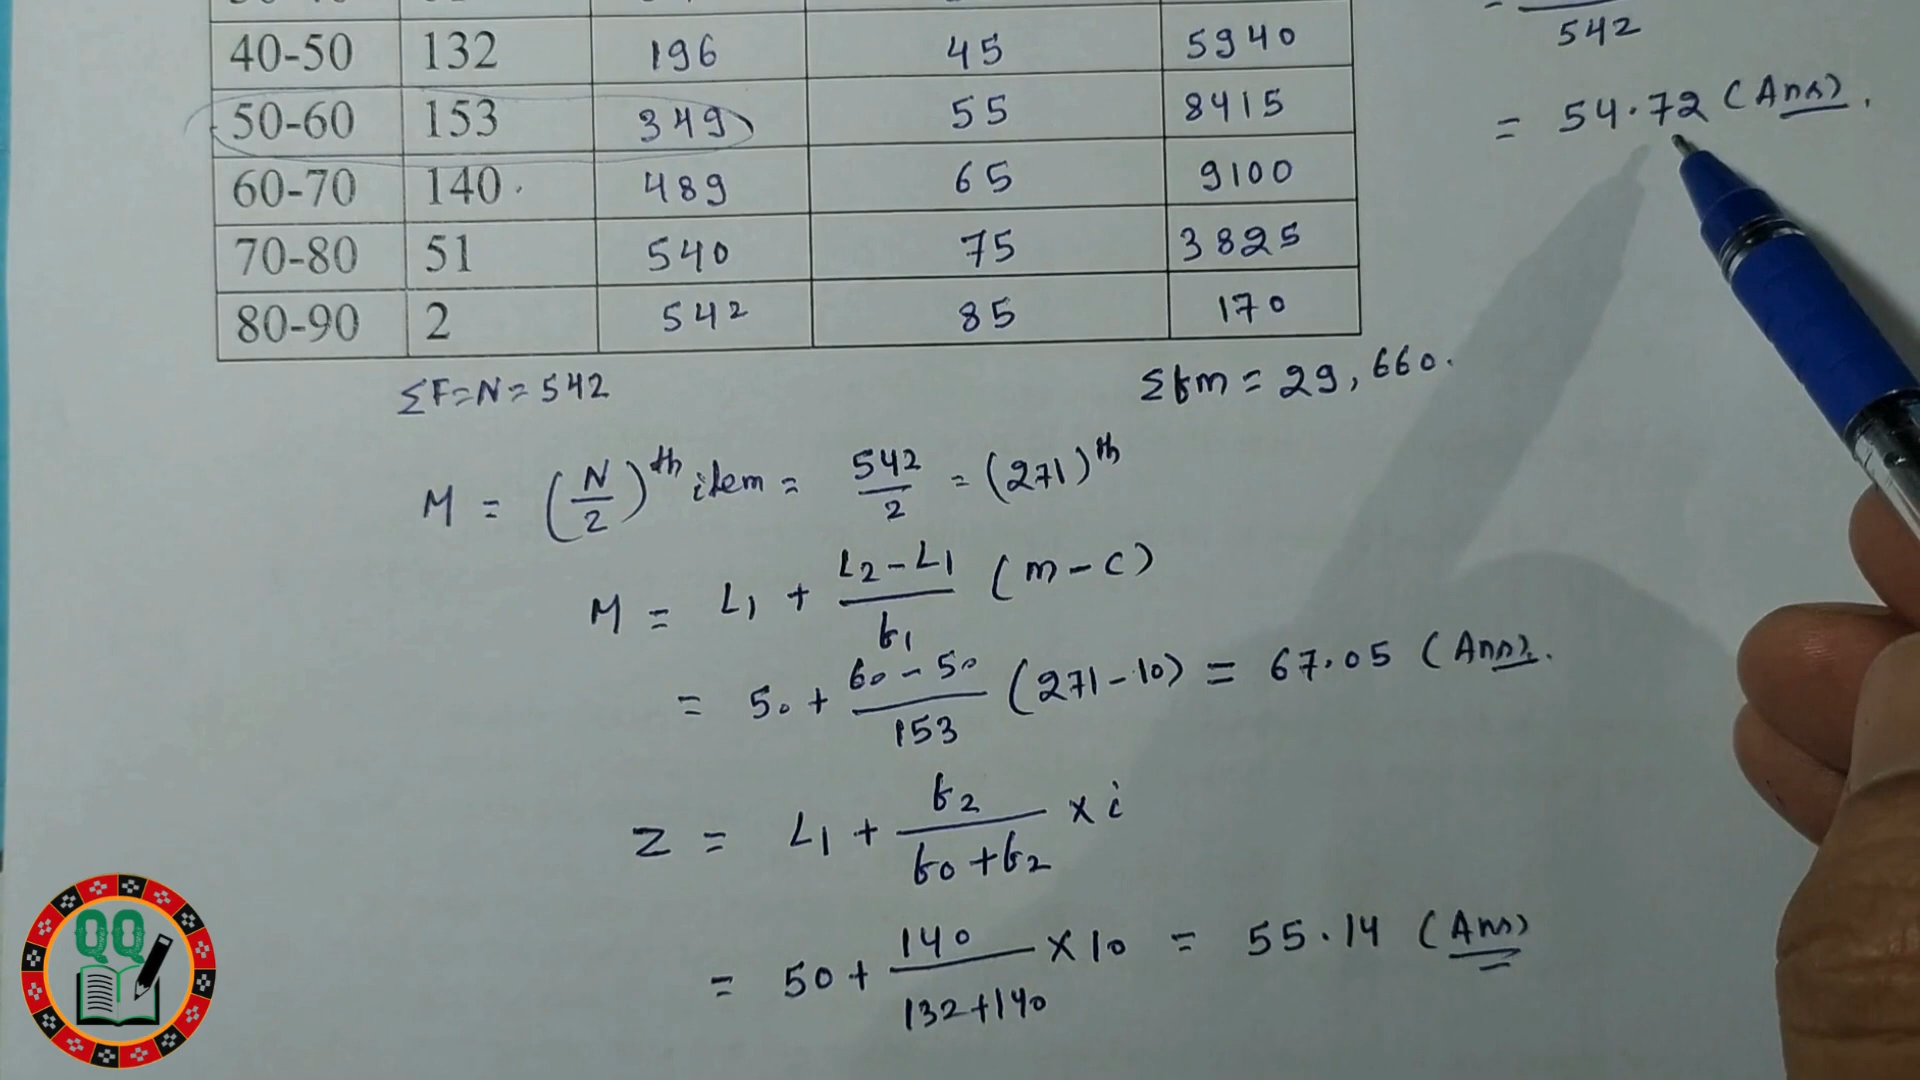 542
40-50 132 196 45 5940
= 54.72 (Ans).
50-60 153 349 55 8415
60-70 140 489 65 9100
70-80 51 540 75 3825
80-90 2 542 85 170
ΣF=N=542 Σfm = 29,660.
M = (N/2)th item = 542/2 = (271)th
M = L1 + L2-L1/f1 (m-c)
= 50 + 60-50/153 (271-10) = 67.05 (Ans).
Z = L1 + f2/f0+f2 x i
= 50 + 140/132+140 x 10 = 55.14 (Ans)
QQ